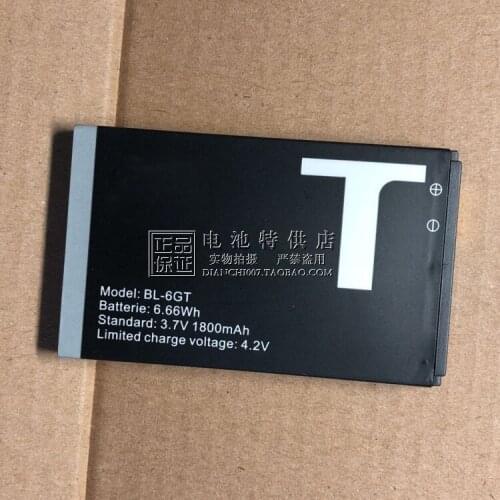 T
⊕
⊖
正品
保证
电池特供店
实物拍摄 严禁盗用
DIANCHI007.TAOBAO.COM
Model: BL-6GT
Batterie: 6.66Wh
Standard: 3.7V 1800mAh
Limited charge voltage: 4.2V